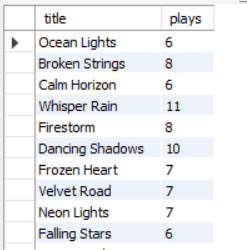 title plays
Ocean Lights 6
Broken Strings 8
Calm Horizon 6
Whisper Rain 11
Firestorm 8
Dancing Shadows 10
Frozen Heart 7
Velvet Road 7
Neon Lights 7
Falling Stars 6